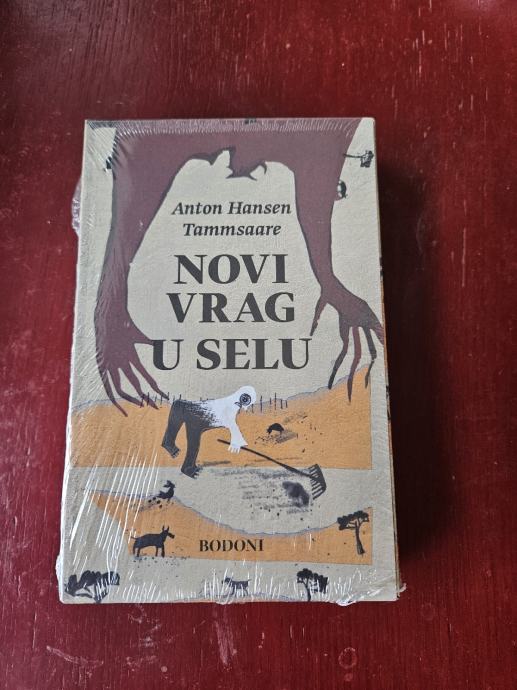 Anton Hansen
Tammsaare
NOVI
VRAG
U SELU
BODONI